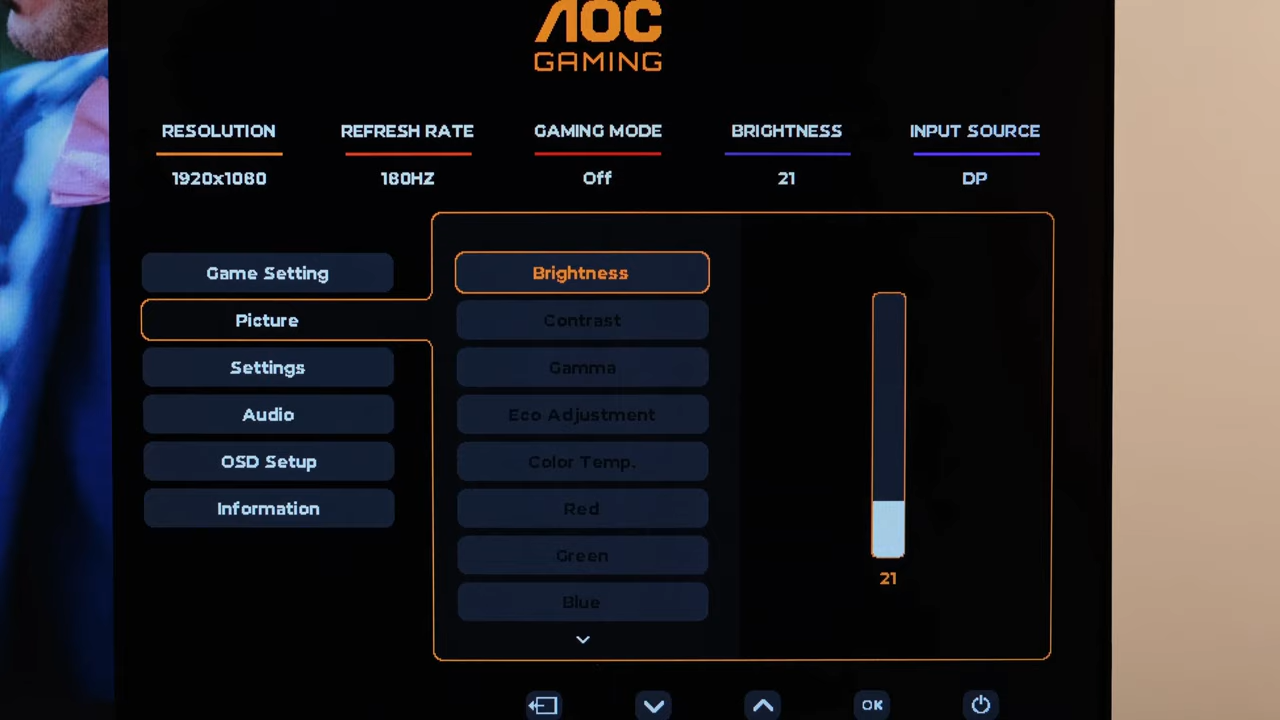 AOC
GAMING
RESOLUTION REFRESH RATE GAMING MODE BRIGHTNESS INPUT SOURCE
1920x1080 180HZ Off 21 DP
Game Setting
Picture
Settings
Audio
OSD Setup
Information
Brightness
Contrast
Gamma
Eco Adjustment
Color Temp.
Red
Green
Blue
21
OK